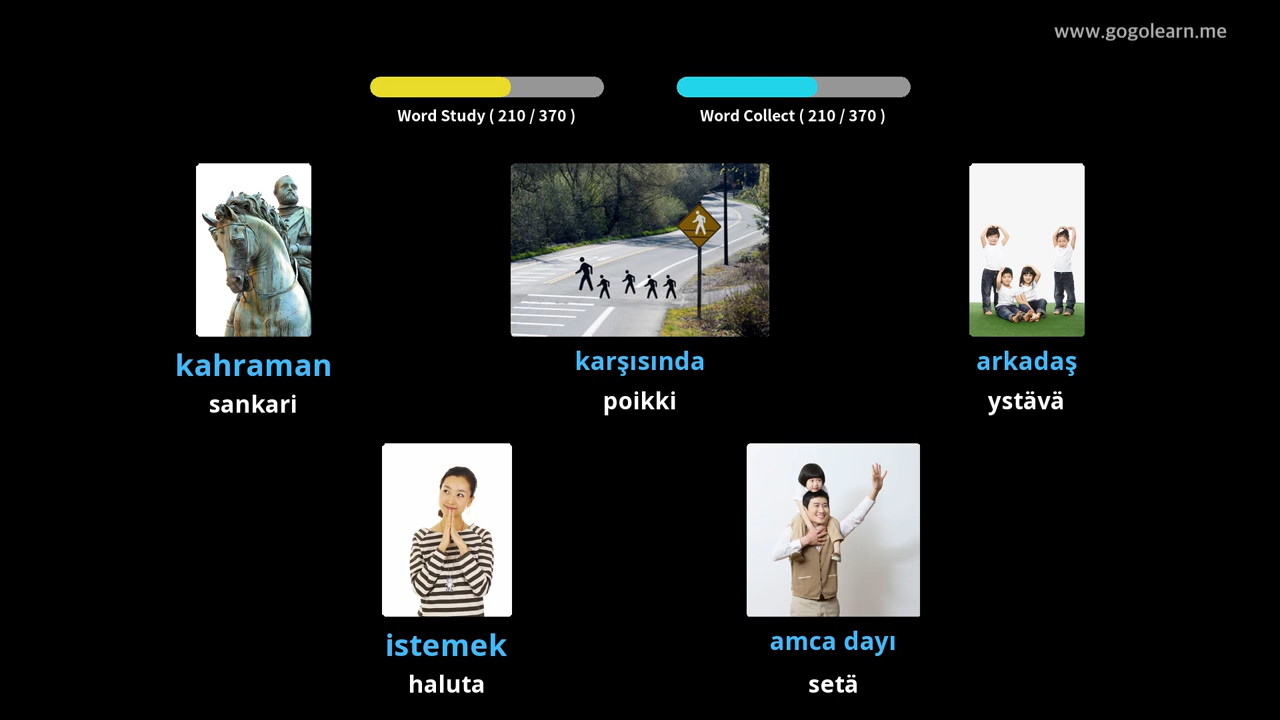 www.gogolearn.me
Word Study ( 210 / 370 )
Word Collect ( 210 / 370 )
kahraman
sankari
karşısında
poikki
arkadaş
ystävä
istemek
haluta
amca dayı
setä